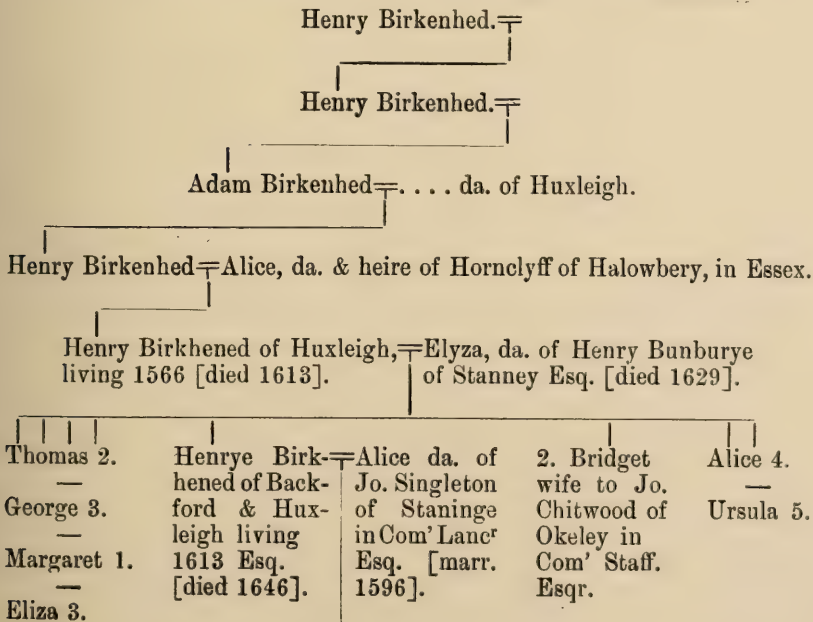 Henry Birkenhed.
Henry Birkenhed.
Adam Birkenhed . . . . da. of Huxleigh.
Henry Birkenhed Alice, da. & heire of Hornclyff of Halowbery, in Essex.
Henry Birkhened of Huxleigh,
living 1566 [died 1613].
Elyza, da. of Henry Bunburye
of Stanney Esq. [died 1629].
Thomas 2.
—
George 3.
—
Margaret 1.
—
Eliza 3.
Henrye Birk-
hened of Back-
ford & Hux-
leigh living
1613 Esq.
[died 1646].
Alice da. of
Jo. Singleton
of Staninge
in Com' Lancʳ
Esq. [marr.
1596].
2. Bridget
wife to Jo.
Chitwood of
Okeley in
Com' Staff.
Esqr.
Alice 4.
—
Ursula 5.